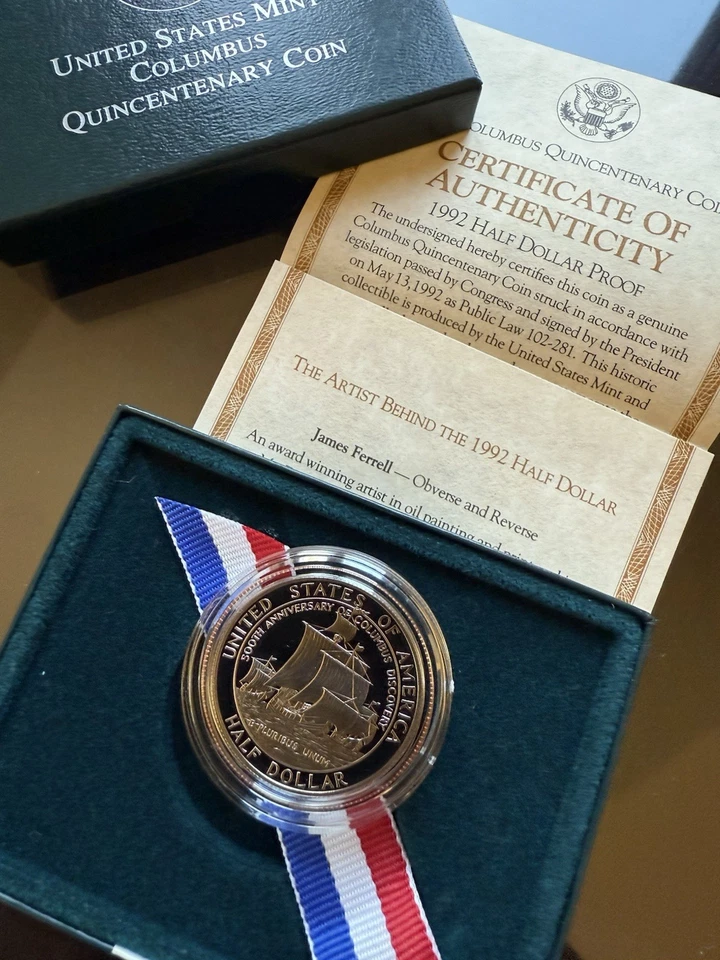 UNITED STATES MINT
COLUMBUS
QUINCENTENARY COIN
COLUMBUS QUINCENTENARY
CERTIFICATE OF
AUTHENTICITY
1992 HALF DOLLAR PROOF
The undersigned hereby certifies this coin as a genuine
Columbus Quincentenary Coin struck in accordance with
legislation passed by Congress and signed by the President
on May 13, 1992 as Public Law 102-281. This historic
collectible is produced by the United States Mint and
THE ARTIST BEHIND THE 1992 HALF DOLLAR
James Ferrell — Obverse and Reverse
An award winning artist in oil painting and
UNITED STATES OF AMERICA
500TH ANNIVERSARY OF COLUMBUS DISCOVERY
E PLURIBUS UNUM
HALF DOLLAR